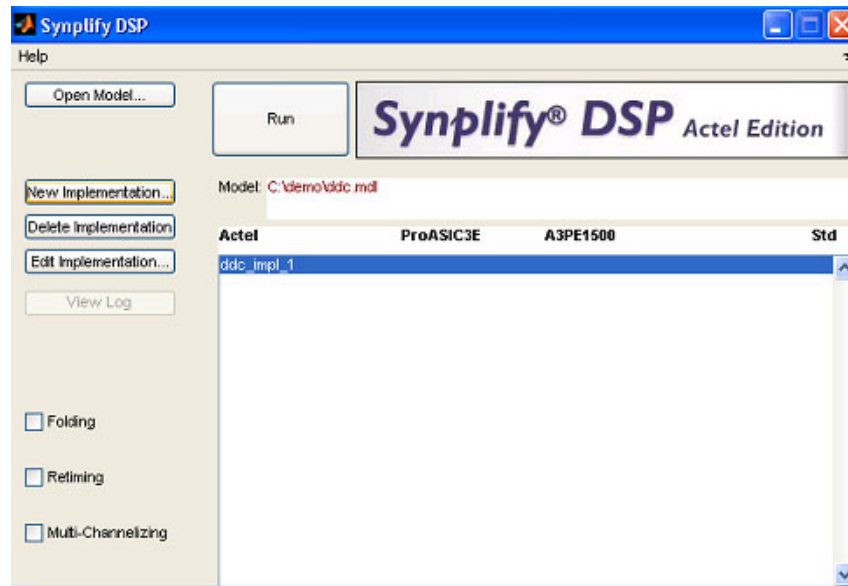 Synplify DSP
Help
Open Model...
Run
Synplify® DSP Actel Edition
New Implementation...
Model: C:\demo\ddc.mdl
Delete Implementation
Actel ProASIC3E A3PE1500 Std
Edit Implementation...
ddc_impl_1
View Log
Folding
Retiming
Multi-Channelizing